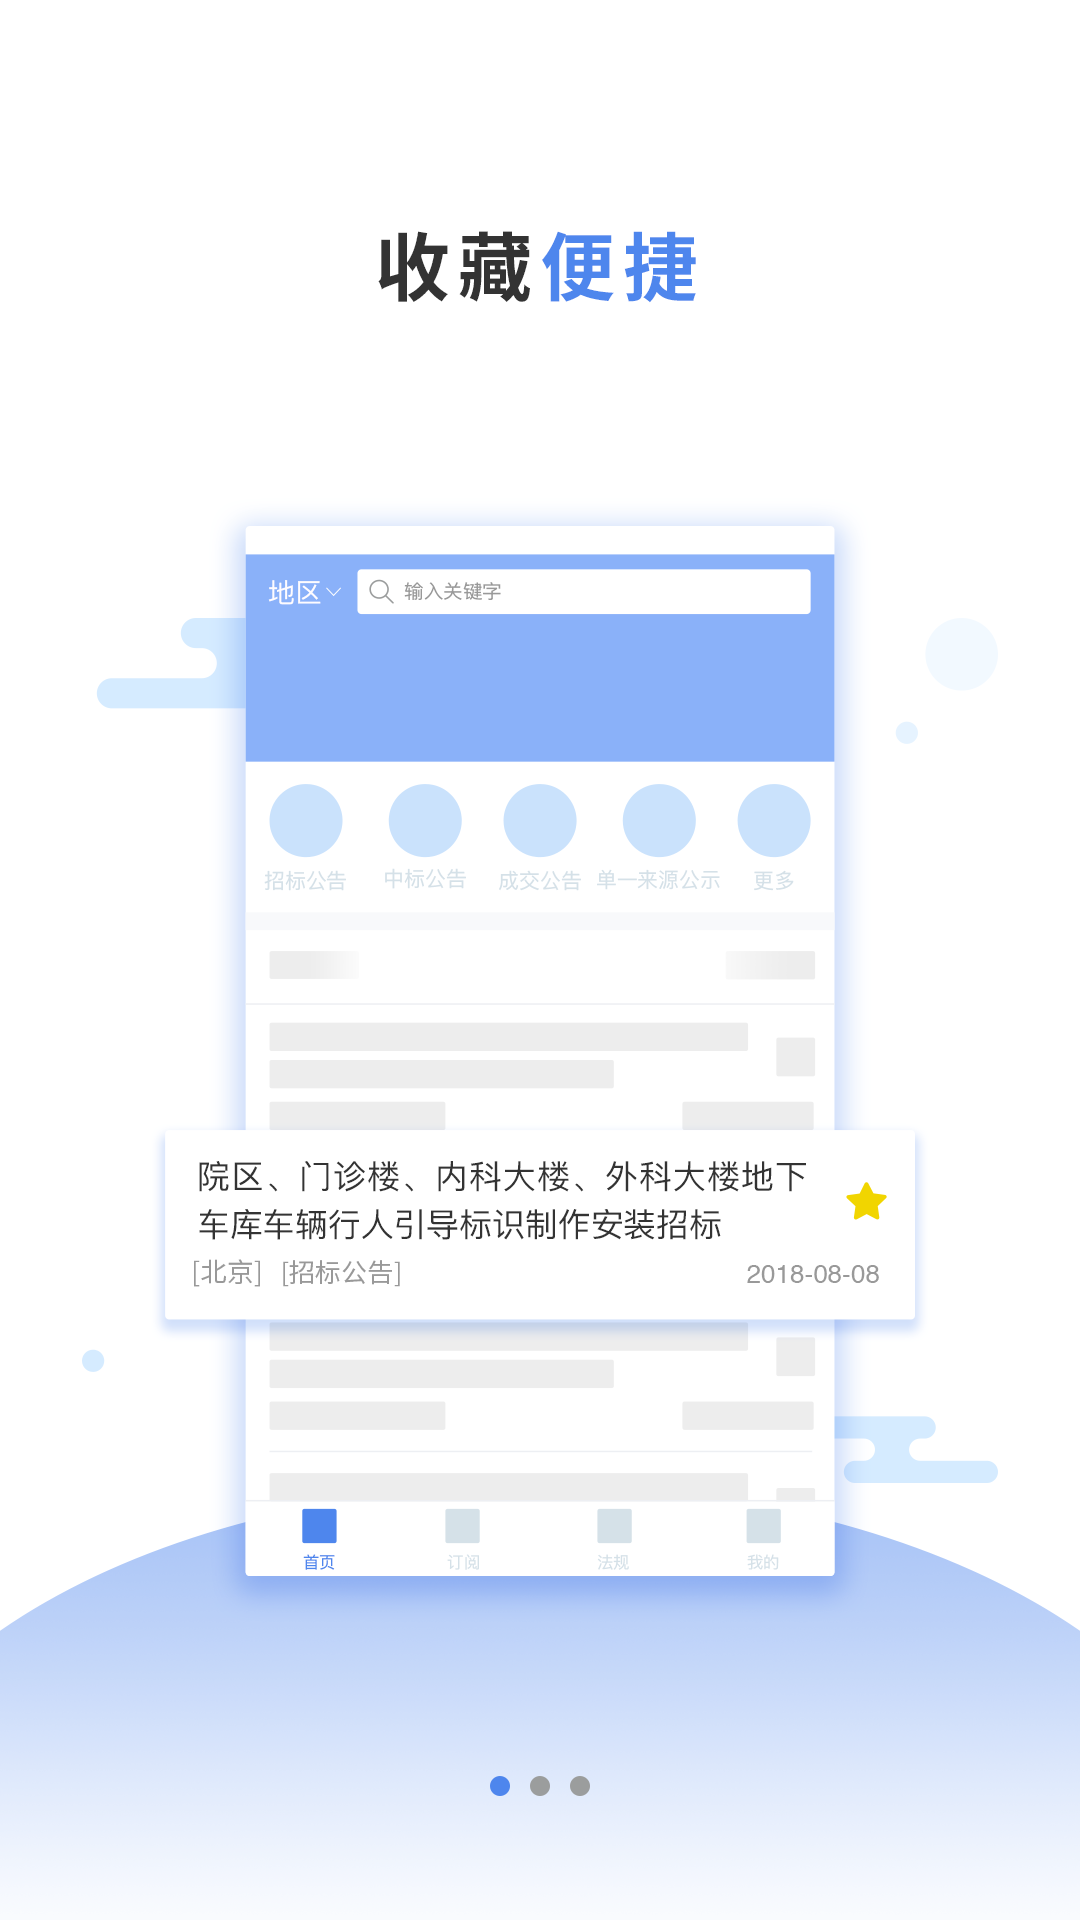 收藏便捷
地区 输入关键字
招标公告 中标公告 成交公告 单一来源公示 更多
院区、门诊楼、内科大楼、外科大楼地下
车库车辆行人引导标识制作安装招标
[北京] [招标公告] 2018-08-08
首页 订阅 法规 我的